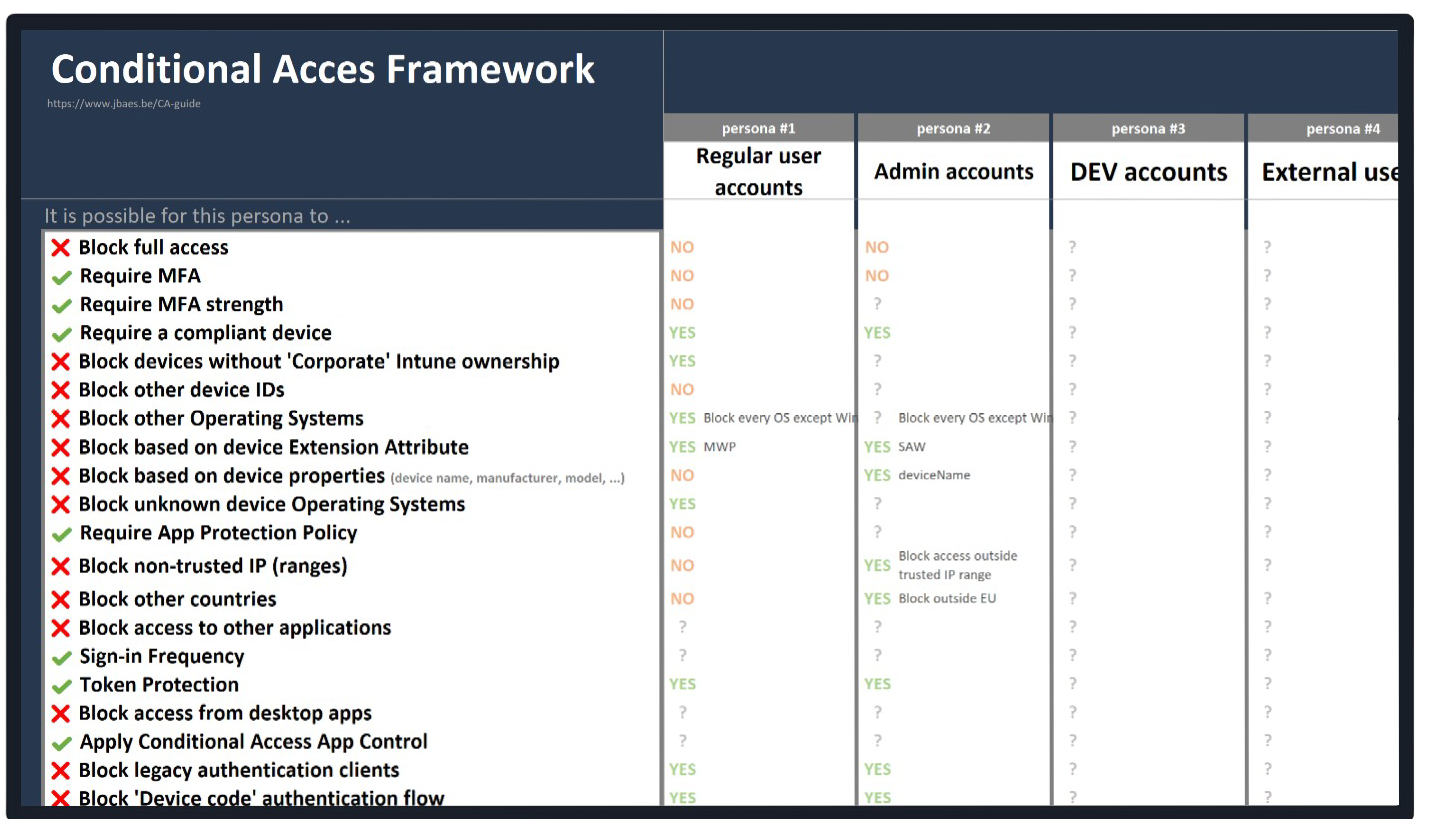 Conditional Acces Framework
https://www.jbaes.be/CA-guide
persona #1 persona #2 persona #3 persona #4
Regular user accounts Admin accounts DEV accounts External use
It is possible for this persona to ...
Block full access NO NO ? ?
Require MFA NO NO ? ?
Require MFA strength NO ? ? ?
Require a compliant device YES YES ? ?
Block devices without 'Corporate' Intune ownership YES ? ? ?
Block other device IDs NO ? ? ?
Block other Operating Systems YES Block every OS except Win ? Block every OS except Win ? ?
Block based on device Extension Attribute YES MWP YES SAW ? ?
Block based on device properties (device name, manufacturer, model, ...) NO YES deviceName ? ?
Block unknown device Operating Systems YES ? ? ?
Require App Protection Policy NO ? ? ?
Block non-trusted IP (ranges) NO YES Block access outside trusted IP range ? ?
Block other countries NO YES Block outside EU ? ?
Block access to other applications ? ? ? ?
Sign-in Frequency ? ? ? ?
Token Protection YES YES ? ?
Block access from desktop apps ? ? ? ?
Apply Conditional Access App Control ? ? ? ?
Block legacy authentication clients YES YES ? ?
Block 'Device code' authentication flow YES YES ? ?